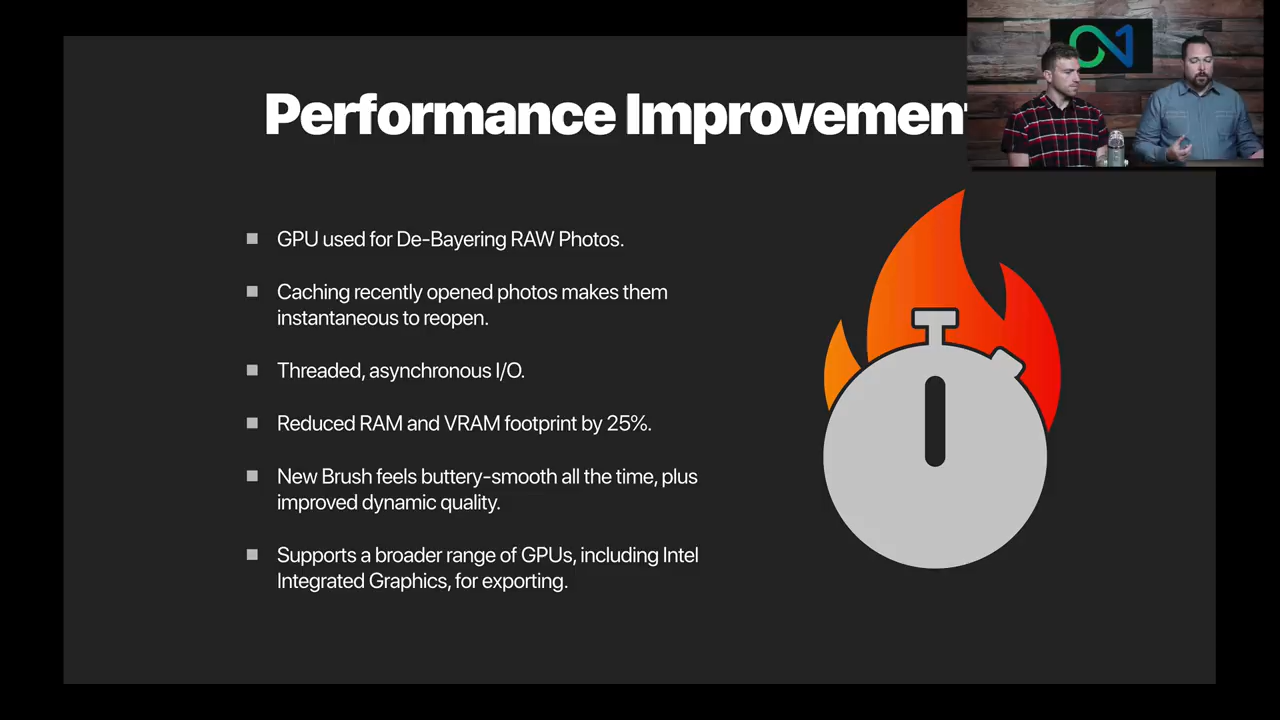 Performance Improvement
GPU used for De-Bayering RAW Photos.
Caching recently opened photos makes them
instantaneous to reopen.
Threaded, asynchronous I/O.
Reduced RAM and VRAM footprint by 25%.
New Brush feels buttery-smooth all the time, plus
improved dynamic quality.
Supports a broader range of GPUs, including Intel
Integrated Graphics, for exporting.
ON1